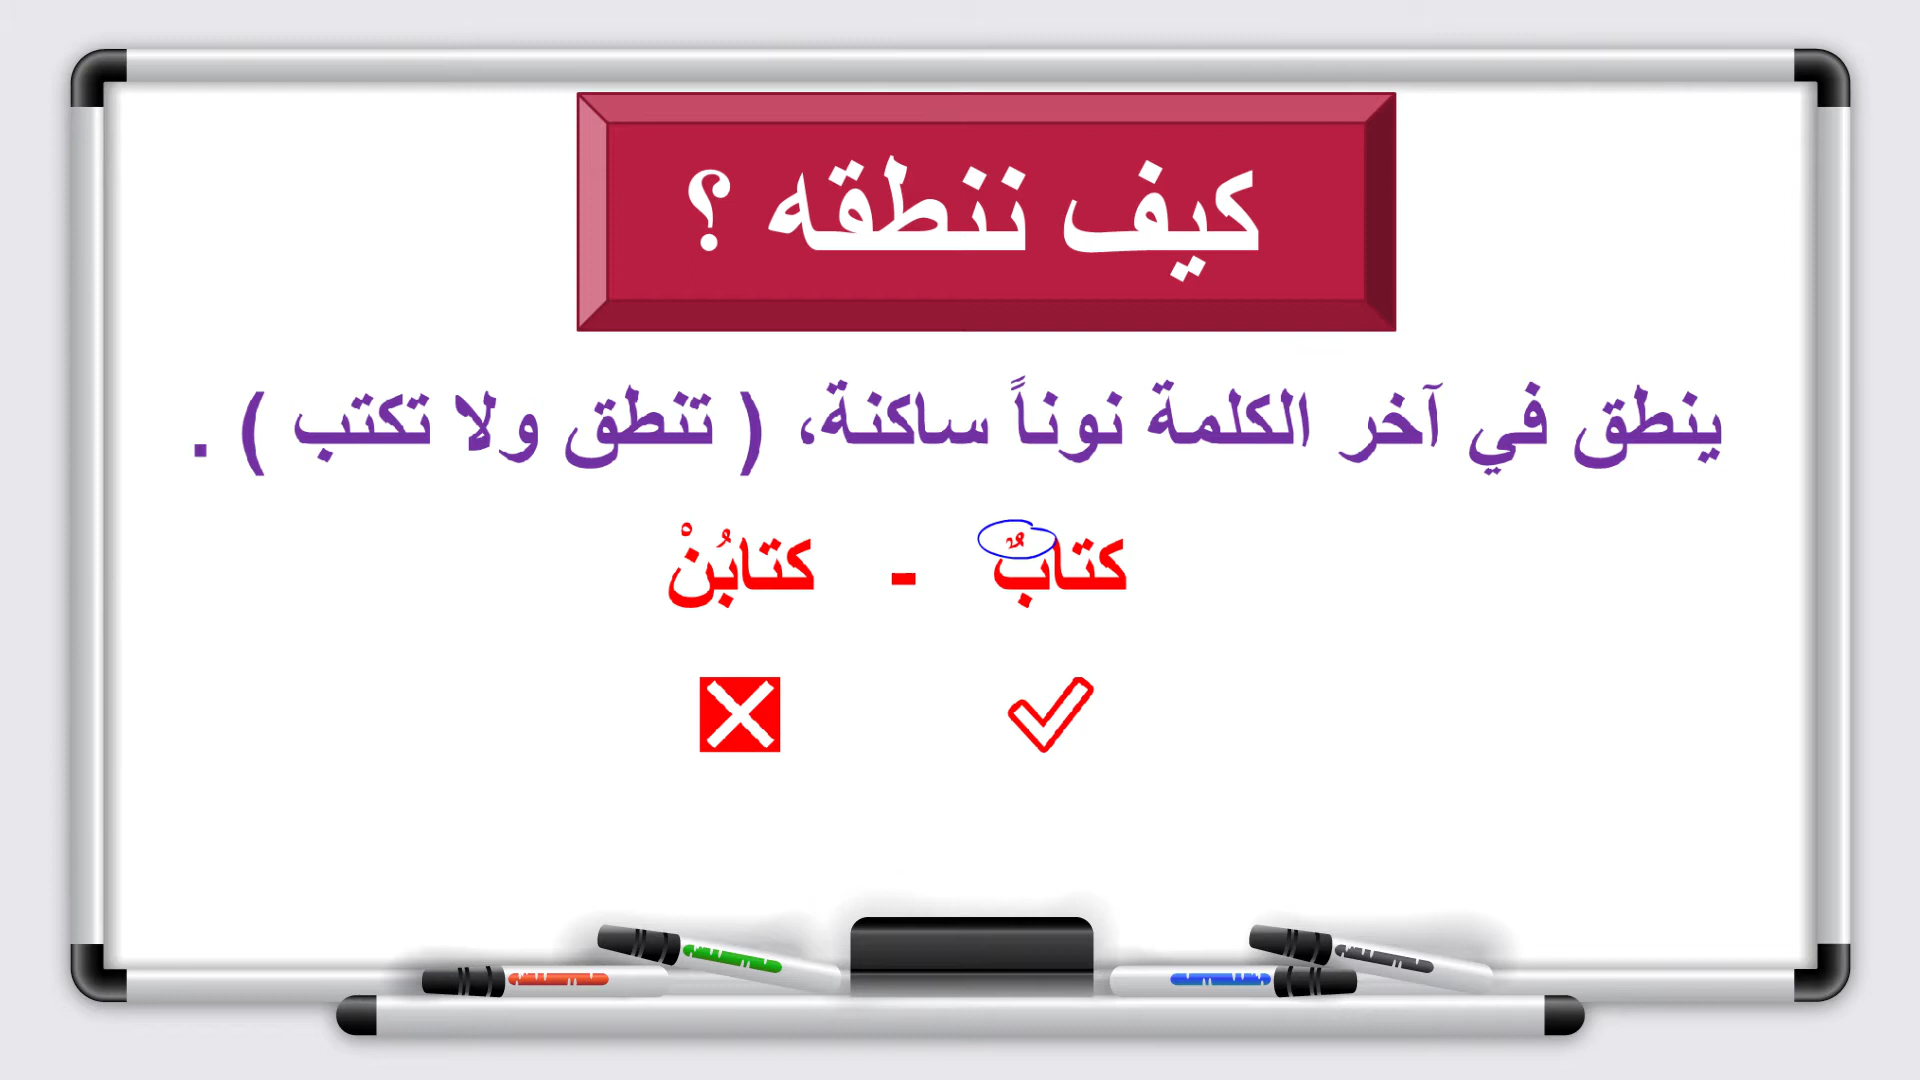 كيف ننطقه ؟
ينطق في آخر الكلمة نوناً ساكنة، ( تنطق ولا تكتب ) .
كتابٌ - كتابُنْ